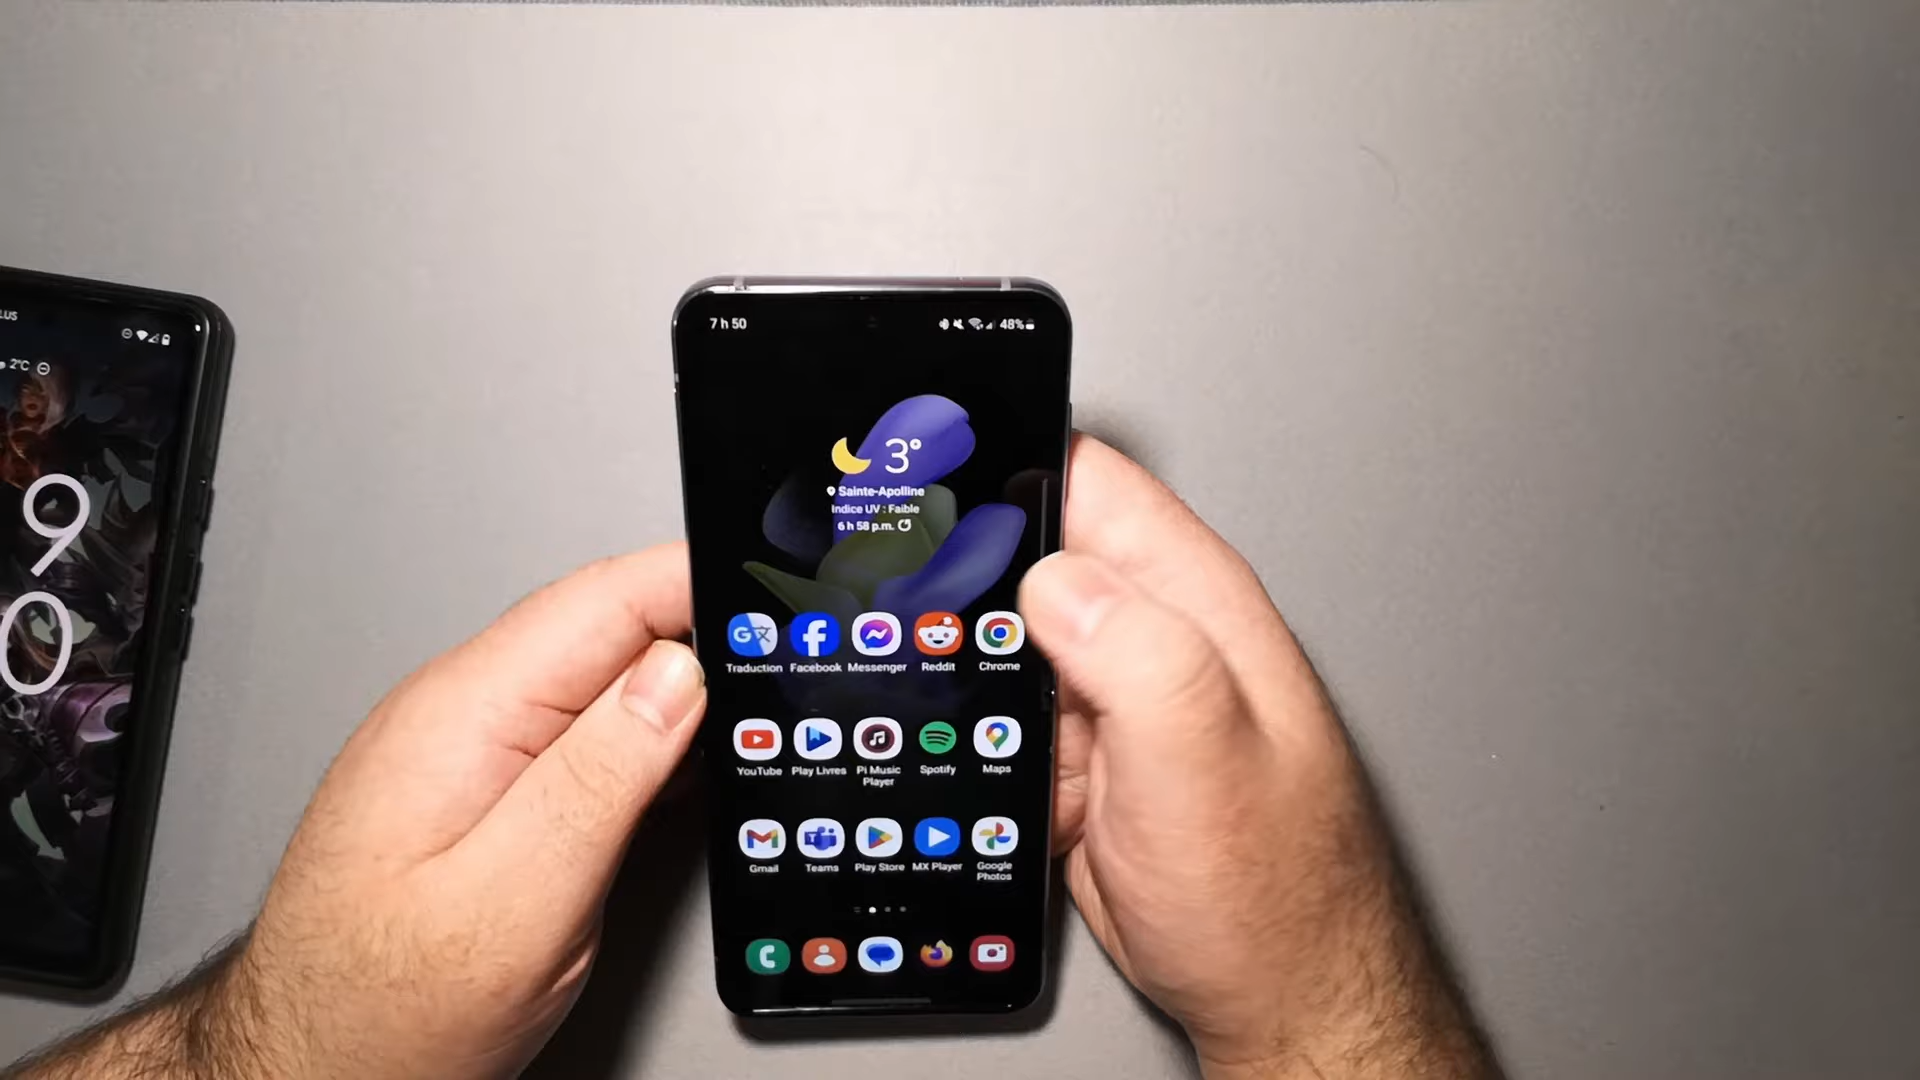 LUS
2°C
9
0
7 h 50
48%
3°
Sainte-Apolline
Indice UV : Faible
6 h 58 p.m.
Traduction Facebook Messenger Reddit Chrome
YouTube Play Livres Pi Music Player Spotify Maps
Gmail Teams Play Store MX Player Google Photos